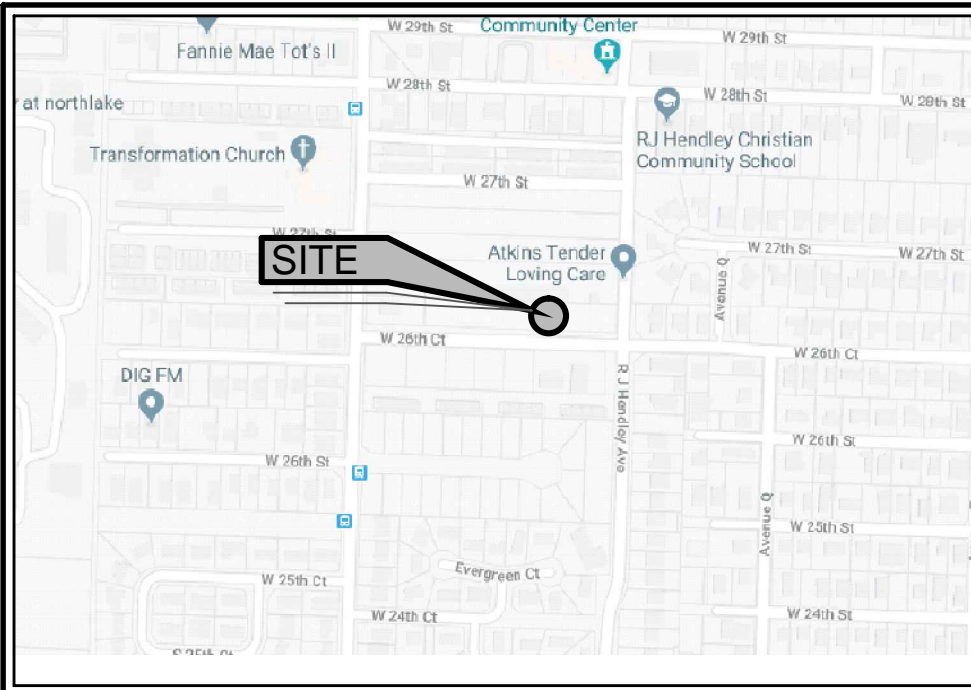 W 29th St
Community Center
W 29th St
Fannie Mae Tot's II
W 28th St
W 28th St
W 28th St
at northlake
RJ Hendley Christian
Community School
Transformation Church
W 27th St
W 27th St
W 27th St
W 27th St
SITE
Atkins Tender
Loving Care
Avenue Q
W 26th Ct
W 26th Ct
DIG FM
R J Hendley Ave
W 26th St
W 26th St
Avenue Q
W 25th St
Evergreen Ct
W 25th Ct
W 24th Ct
W 24th St